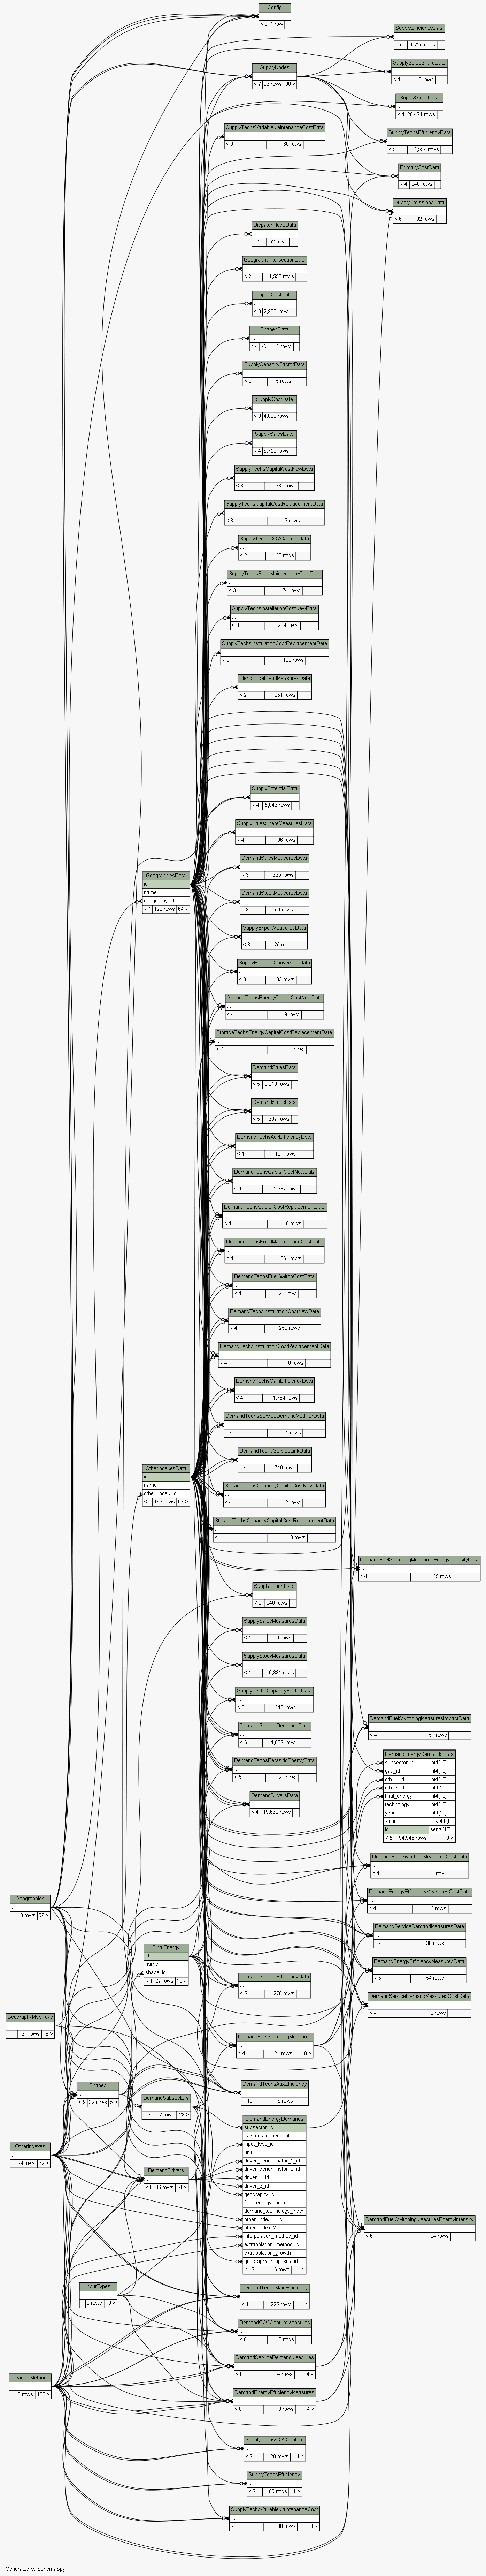 Config
< 9 1 row
SupplyEfficiencyData
...
< 5 1,225 rows
SupplyNodes
...
< 7 86 rows 38 >
SupplySalesShareData
...
< 4 6 rows
SupplyStockData
...
< 4 26,471 rows
SupplyTechsVariableMaintenanceCostData
...
< 3 68 rows
SupplyTechsEfficiencyData
...
< 5 4,559 rows
PrimaryCostData
...
< 4 848 rows
SupplyEmissionsData
...
< 6 32 rows
DispatchNodeData
...
< 2 52 rows
GeographyIntersectionData
...
< 2 1,550 rows
ImportCostData
...
< 3 2,900 rows
ShapesData
...
< 4 756,111 rows
SupplyCapacityFactorData
...
< 2 5 rows
SupplyCostData
...
< 3 4,093 rows
SupplySalesData
...
< 4 6,750 rows
SupplyTechsCapitalCostNewData
...
< 3 831 rows
SupplyTechsCapitalCostReplacementData
...
< 3 2 rows
SupplyTechsCO2CaptureData
...
< 2 28 rows
SupplyTechsFixedMaintenanceCostData
...
< 3 174 rows
SupplyTechsInstallationCostNewData
...
< 3 209 rows
SupplyTechsInstallationCostReplacementData
...
< 3 180 rows
BlendNodeBlendMeasuresData
...
< 2 251 rows
SupplyPotentialData
...
< 4 5,846 rows
SupplySalesShareMeasuresData
...
< 4 36 rows
DemandSalesMeasuresData
...
< 3 335 rows
GeographiesData
id
name
geography_id
< 1 128 rows 64 >
DemandStockMeasuresData
...
< 3 54 rows
SupplyExportMeasuresData
...
< 3 25 rows
SupplyPotentialConversionData
...
< 3 33 rows
StorageTechsEnergyCapitalCostNewData
...
< 4 8 rows
StorageTechsEnergyCapitalCostReplacementData
...
< 4 0 rows
DemandSalesData
...
< 5 3,319 rows
DemandStockData
...
< 5 1,887 rows
DemandTechsAuxEfficiencyData
...
< 4 101 rows
DemandTechsCapitalCostNewData
...
< 4 1,337 rows
DemandTechsCapitalCostReplacementData
...
< 4 0 rows
DemandTechsFixedMaintenanceCostData
...
< 4 364 rows
DemandTechsFuelSwitchCostData
...
< 4 20 rows
DemandTechsInstallationCostNewData
...
< 4 252 rows
DemandTechsInstallationCostReplacementData
...
< 4 0 rows
DemandTechsMainEfficiencyData
...
< 4 1,784 rows
DemandTechsServiceDemandModifierData
...
< 4 5 rows
DemandTechsServiceLinkData
...
< 4 740 rows
OtherIndexesData
id
name
other_index_id
< 1 163 rows 67 >
StorageTechsCapacityCapitalCostNewData
...
< 4 2 rows
StorageTechsCapacityCapitalCostReplacementData
...
< 4 0 rows
DemandFuelSwitchingMeasuresEnergyIntensityData
...
< 4 25 rows
SupplyExportData
...
< 3 340 rows
SupplySalesMeasuresData
...
< 4 0 rows
SupplyStockMeasuresData
...
< 4 9,331 rows
SupplyTechsCapacityFactorData
...
< 3 240 rows
DemandServiceDemandsData
...
< 6 4,632 rows
DemandFuelSwitchingMeasuresImpactData
...
< 4 51 rows
DemandTechsParasiticEnergyData
...
< 5 21 rows
DemandEnergyDemandsData
subsector_id int4[10]
gau_id int4[10]
oth_1_id int4[10]
oth_2_id int4[10]
final_energy int4[10]
technology int4[10]
year int4[10]
value float8[8,8]
id serial[10]
< 5 94,945 rows 0 >
DemandDriversData
...
< 4 18,662 rows
DemandFuelSwitchingMeasuresCostData
...
< 4 1 row
DemandEnergyEfficiencyMeasuresCostData
...
< 4 2 rows
Geographies
...
10 rows 59 >
DemandServiceDemandMeasuresData
...
< 4 30 rows
FinalEnergy
id
name
shape_id
< 1 27 rows 10 >
DemandEnergyEfficiencyMeasuresData
...
< 5 54 rows
DemandServiceEfficiencyData
...
< 5 278 rows
DemandServiceDemandMeasuresCostData
...
< 4 0 rows
GeographyMapKeys
...
91 rows 8 >
DemandFuelSwitchingMeasures
...
< 4 24 rows 9 >
Shapes
...
< 8 32 rows 5 >
DemandSubsectors
...
< 2 62 rows 23 >
DemandTechsAuxEfficiency
...
< 10 6 rows
DemandEnergyDemands
subsector_id
is_stock_dependent
input_type_id
unit
driver_denominator_1_id
driver_denominator_2_id
driver_1_id
driver_2_id
geography_id
final_energy_index
demand_technology_index
other_index_1_id
other_index_2_id
interpolation_method_id
extrapolation_method_id
extrapolation_growth
geography_map_key_id
< 12 46 rows 1 >
OtherIndexes
...
29 rows 62 >
DemandDrivers
...
< 8 36 rows 14 >
DemandFuelSwitchingMeasuresEnergyIntensity
...
< 6 24 rows
InputTypes
...
2 rows 10 >
DemandTechsMainEfficiency
...
< 11 225 rows 1 >
DemandCO2CaptureMeasures
...
< 8 0 rows
DemandServiceDemandMeasures
...
< 8 4 rows 4 >
CleaningMethods
...
8 rows 108 >
DemandEnergyEfficiencyMeasures
...
< 8 18 rows 4 >
SupplyTechsCO2Capture
...
< 7 28 rows 1 >
SupplyTechsEfficiency
...
< 7 105 rows 1 >
SupplyTechsVariableMaintenanceCost
...
< 9 80 rows 1 >
Generated by SchemaSpy